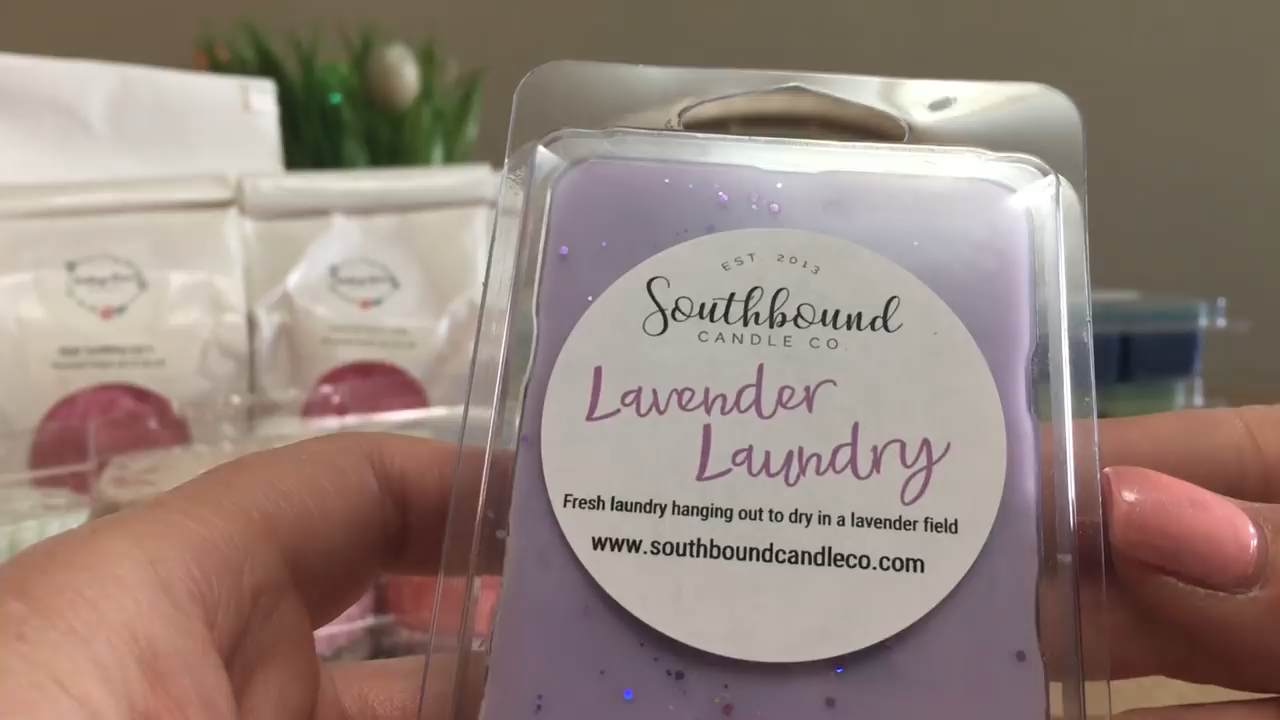 EST 2013
Southbound
CANDLE CO.
Lavender
Laundry
Fresh laundry hanging out to dry in a lavender field
www.southboundcandleco.com